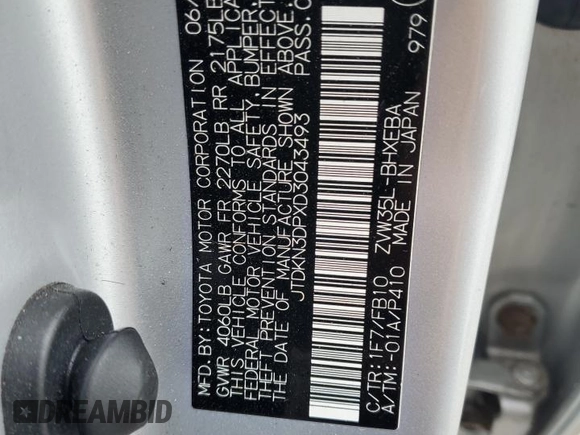 MFD. BY: TOYOTA MOTOR CORPORATION 06/
GVWR 4060LB GAWR FR 2270LB RR 2175LB
THIS VEHICLE CONFORMS TO ALL APPLICA
FEDERAL MOTOR VEHICLE SAFETY, BUMPER,
THEFT PREVENTION STANDARDS IN EFFECT
THE DATE OF MANUFACTURE SHOWN ABOVE.
JTDKN3DPXD3043493 PASS.C
C/TR: 1F7/FB10 ZVW35L-BHXEBA
A/TM: -01A/P410 MADE IN JAPAN 979
DREAMBID